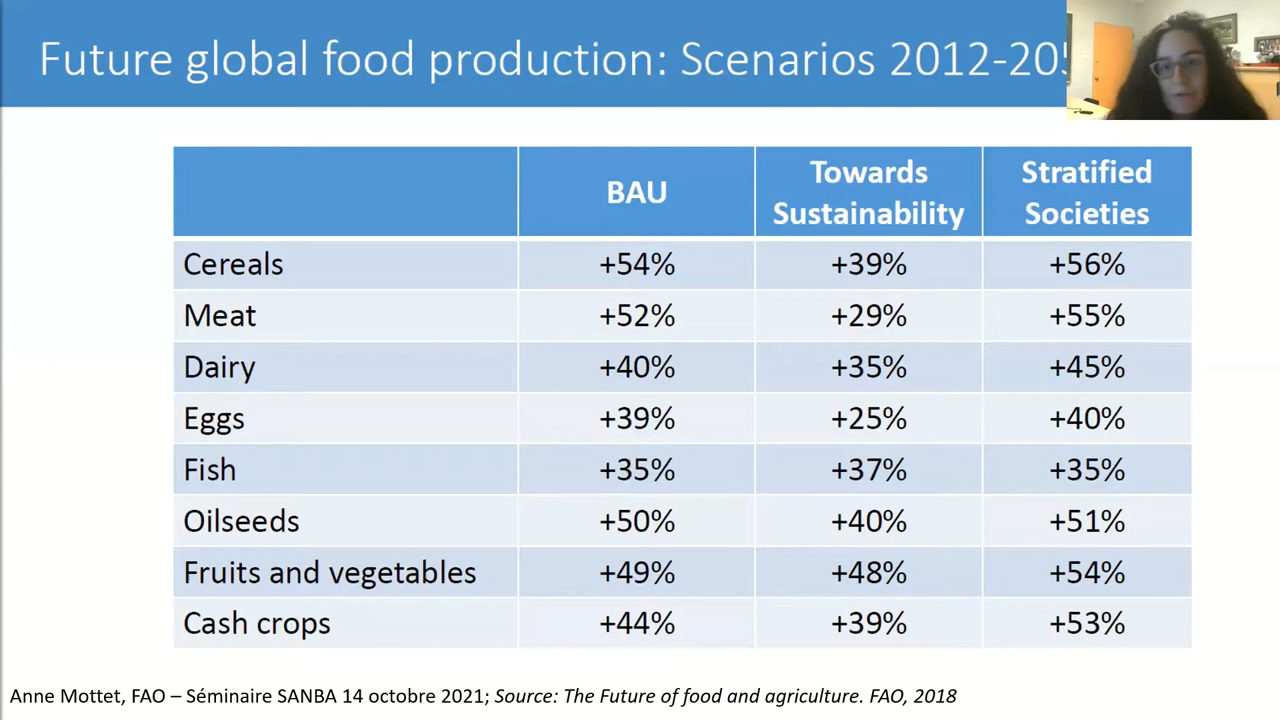 Future global food production: Scenarios 2012-205
BAU
Towards
Sustainability
Stratified
Societies
Cereals +54% +39% +56%
Meat +52% +29% +55%
Dairy +40% +35% +45%
Eggs +39% +25% +40%
Fish +35% +37% +35%
Oilseeds +50% +40% +51%
Fruits and vegetables +49% +48% +54%
Cash crops +44% +39% +53%
Anne Mottet, FAO – Séminaire SANBA 14 octobre 2021; Source: The Future of food and agriculture. FAO, 2018